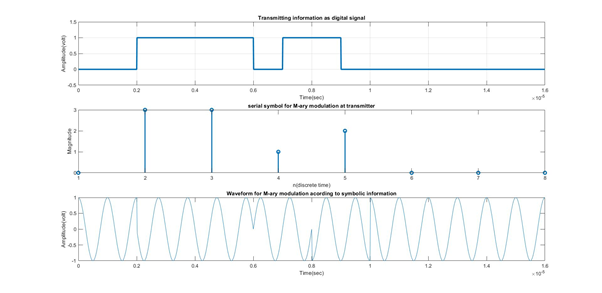 Transmitting information as digital signal
1.5
1
0.5
0
-0.5
Amplitude(volt)
0 0.2 0.4 0.6 0.8 1 1.2 1.4 1.6
Time(sec)
serial symbol for M-ary modulation at transmitter
3
2
1
0
Magnitude
1 2 3 4 5 6 7 8
n(discrete time)
Waveform for M-ary modulation acording to symbolic information
1
0.5
0
-0.5
-1
Amplitude(volt)
0 0.2 0.4 0.6 0.8 1 1.2 1.4 1.6
Time(sec)